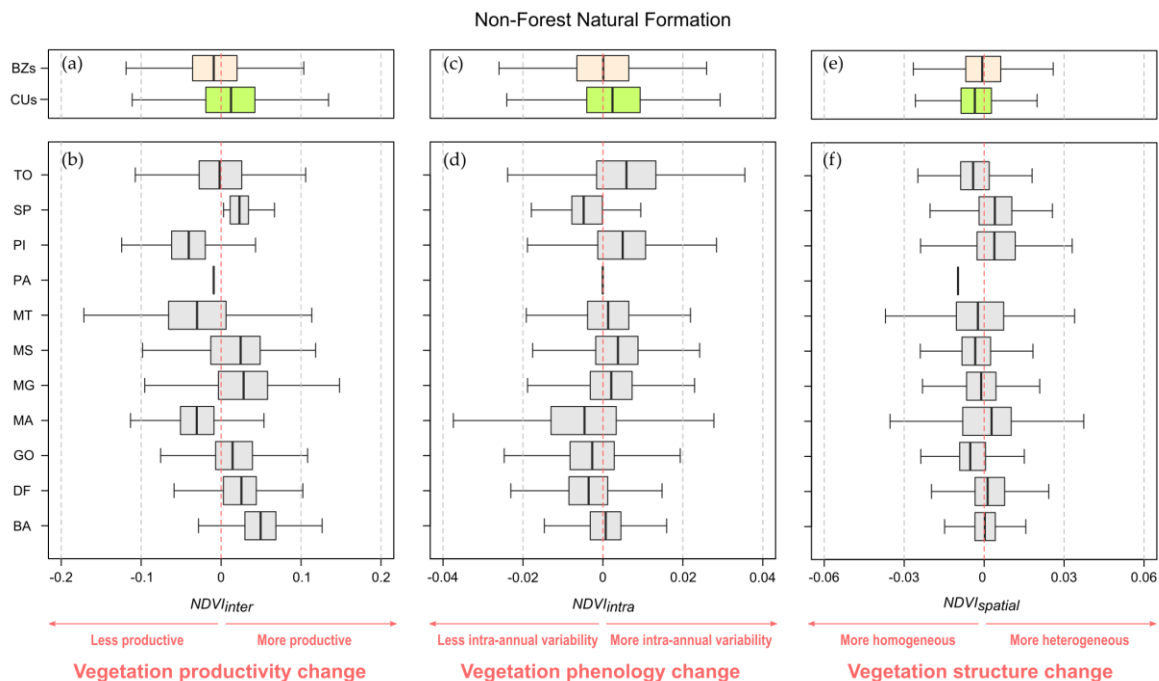 Non-Forest Natural Formation
(a) (c) (e)
BZs
CUs
(b) (d) (f)
TO
SP
PI
PA
MT
MS
MG
MA
GO
DF
BA
-0.2 -0.1 0 0.1 0.2 -0.04 -0.02 0 0.02 0.04 -0.06 -0.03 0 0.03 0.06
NDVIinter NDVIintra NDVIspatial
Less productive More productive Less intra-annual variability More intra-annual variability More homogeneous More heterogeneous
Vegetation productivity change Vegetation phenology change Vegetation structure change